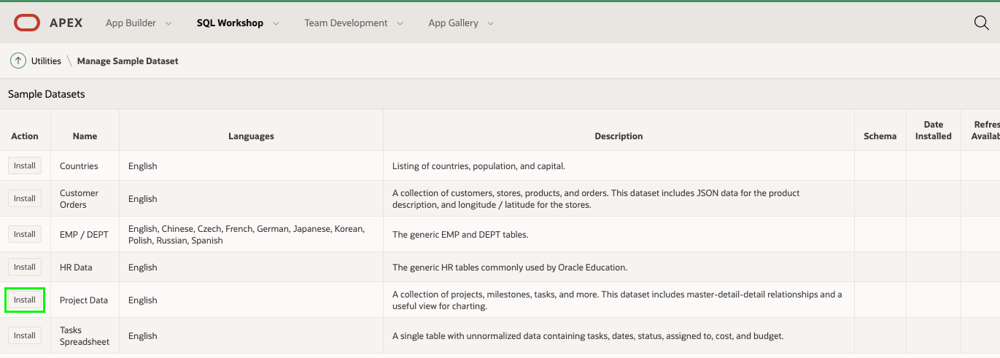 APEX App Builder SQL Workshop Team Development App Gallery
Utilities \ Manage Sample Dataset
Sample Datasets
Action Name Languages Description Schema Date Installed
Install Countries English Listing of countries, population, and capital.
Install Customer Orders English A collection of customers, stores, products, and orders. This dataset includes JSON data for the product
description, and longitude / latitude for the stores.
Install EMP / DEPT English, Chinese, Czech, French, German, Japanese, Korean,
Polish, Russian, Spanish The generic EMP and DEPT tables.
Install HR Data English The generic HR tables commonly used by Oracle Education.
Install Project Data English A collection of projects, milestones, tasks, and more. This dataset includes master-detail-detail relationships and a
useful view for charting.
Install Tasks Spreadsheet English A single table with unnormalized data containing tasks, dates, status, assigned to, cost, and budget.